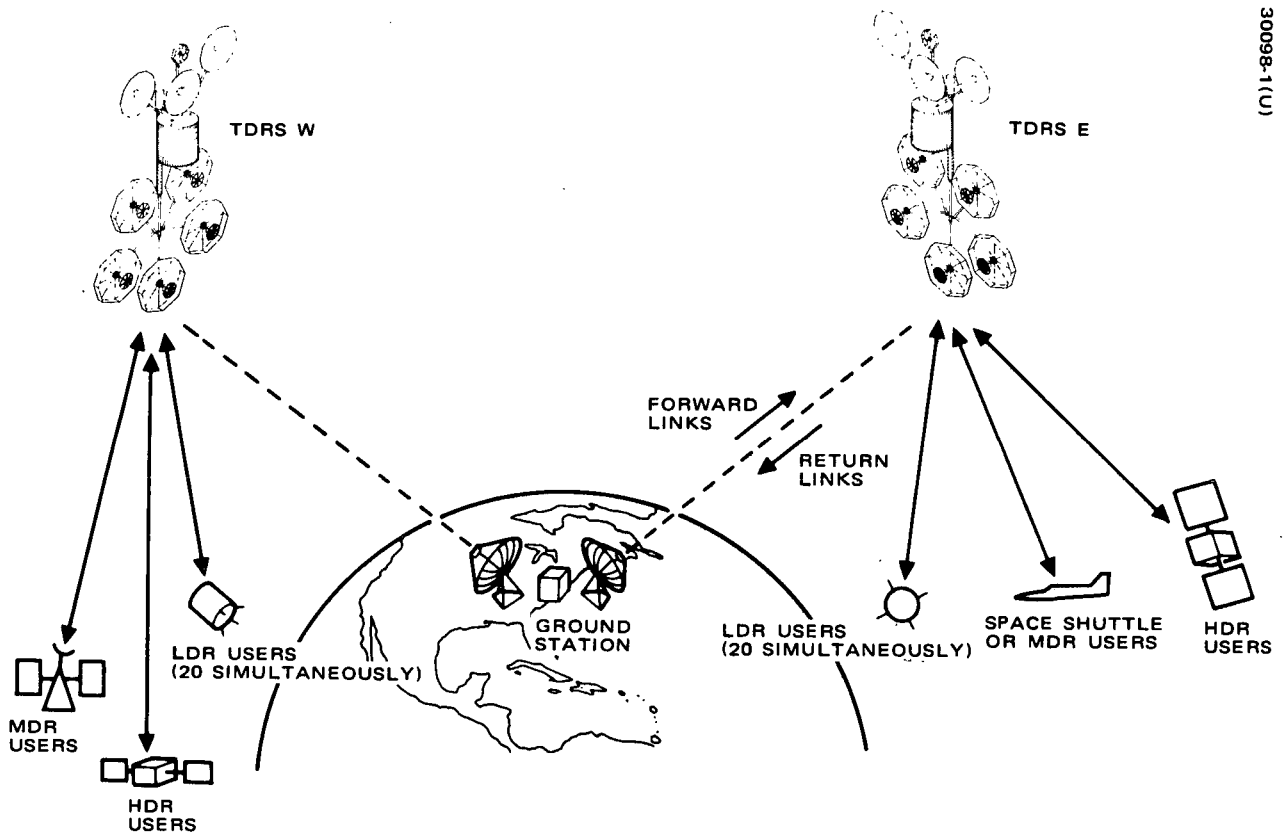 30098-1(U)
TDRS W
TDRS E
FORWARD
LINKS
RETURN
LINKS
GROUND
STATION
LDR USERS
(20 SIMULTANEOUSLY)
MDR
USERS
HDR
USERS
LDR USERS
(20 SIMULTANEOUSLY)
SPACE SHUTTLE
OR MDR USERS
HDR
USERS